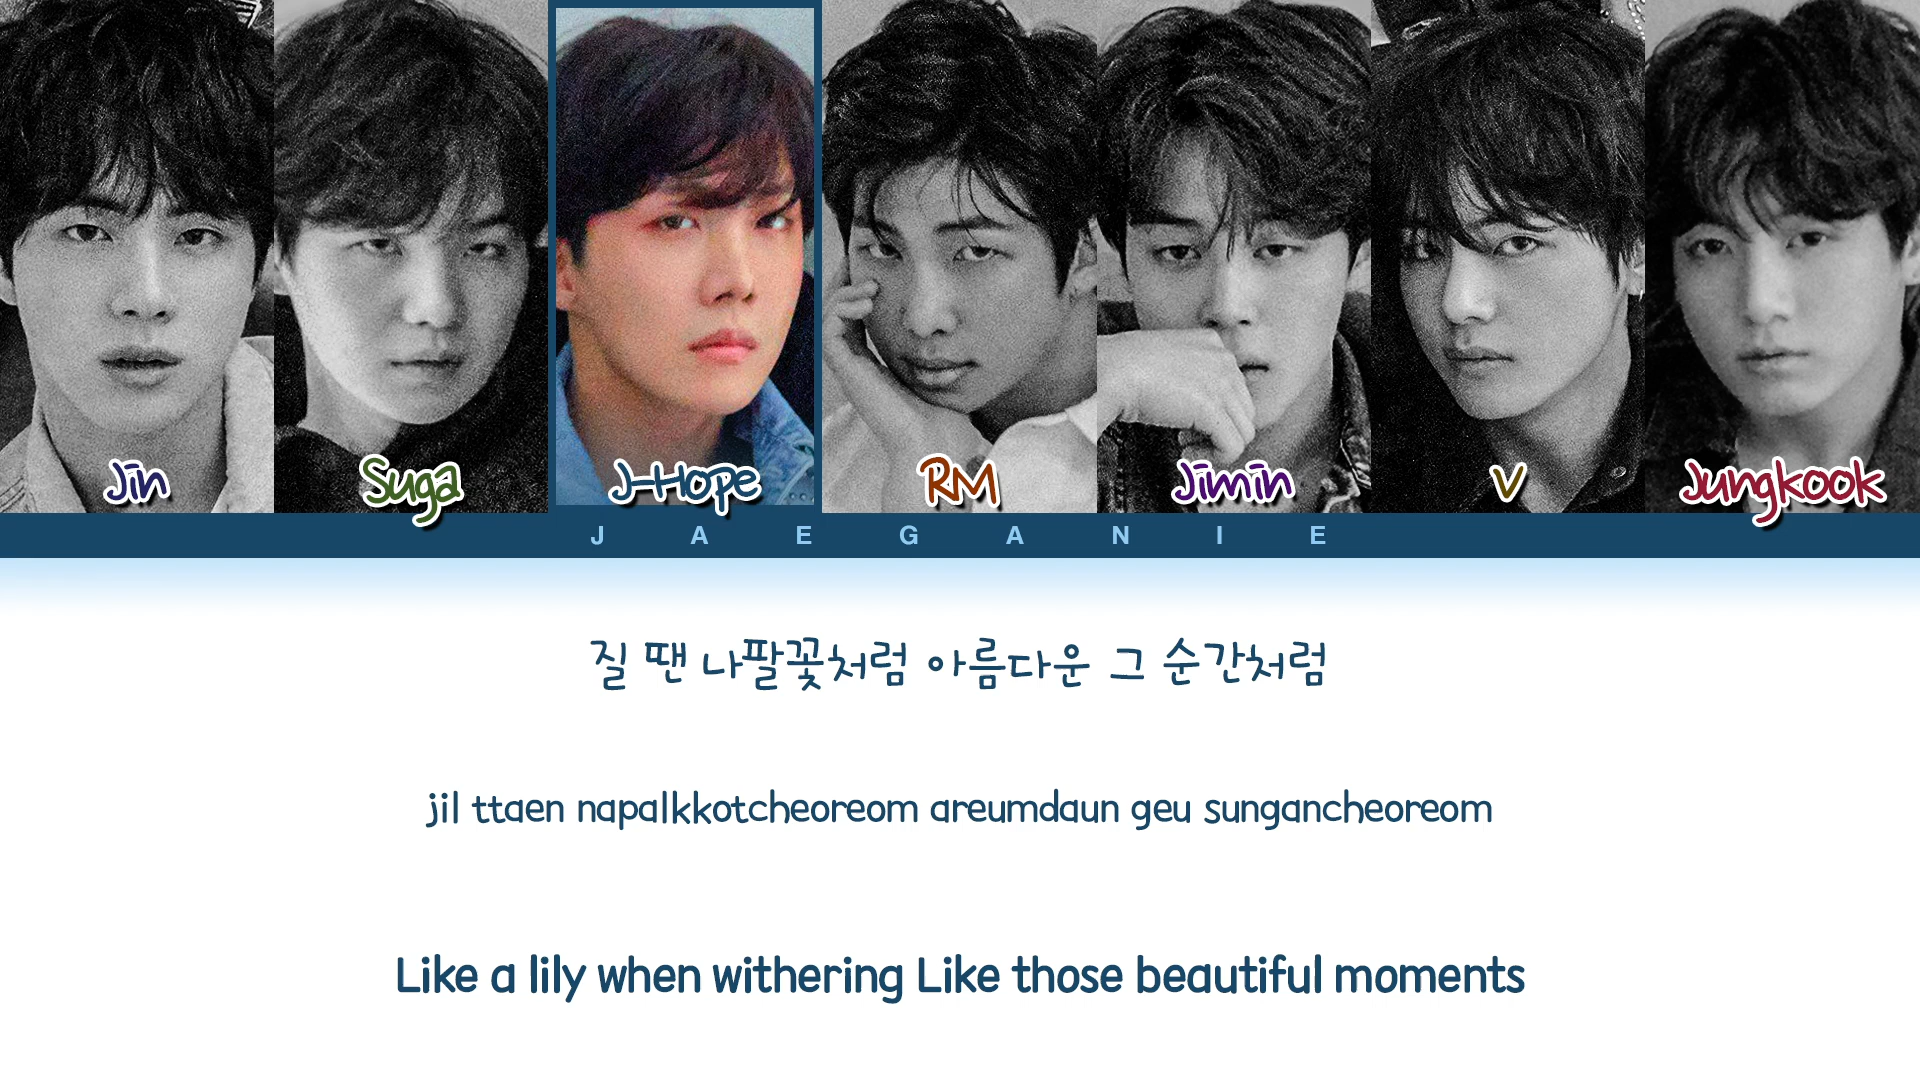 Jin Suga J-Hope RM Jimin V Jungkook
JAEGANIE
질 땐 나팔꽃처럼 아름다운 그 순간처럼
jil ttaen napalkkotcheoreom areumdaun geu sungancheoreom
Like a lily when withering Like those beautiful moments